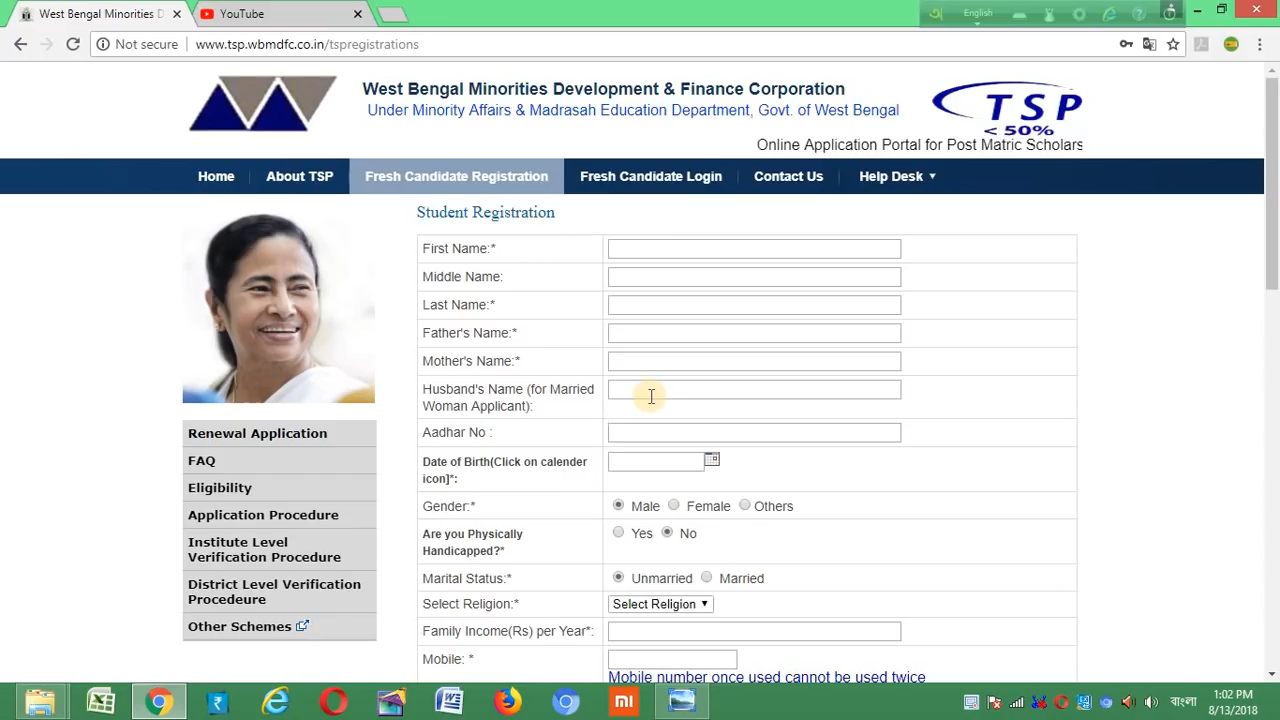 West Bengal Minorities D
YouTube
English
Not secure
www.tsp.wbmdfc.co.in/tspregistrations
West Bengal Minorities Development & Finance Corporation
Under Minority Affairs & Madrasah Education Department, Govt. of West Bengal
TSP
< 50%
Online Application Portal for Post Matric Scholars
Home
About TSP
Fresh Candidate Registration
Fresh Candidate Login
Contact Us
Help Desk
Student Registration
First Name:*
Middle Name:
Last Name:*
Father's Name:*
Mother's Name:*
Husband's Name (for Married
Woman Applicant):
Aadhar No :
Date of Birth(Click on calender
icon]*:
Gender:* Male Female Others
Are you Physically
Handicapped?*
Yes No
Marital Status:* Unmarried Married
Select Religion:* Select Religion
Family Income(Rs) per Year*:
Mobile: *
Mobile number once used cannot be used twice
Renewal Application
FAQ
Eligibility
Application Procedure
Institute Level
Verification Procedure
District Level Verification
Procedeure
Other Schemes
বাংলা
1:02 PM
8/13/2018